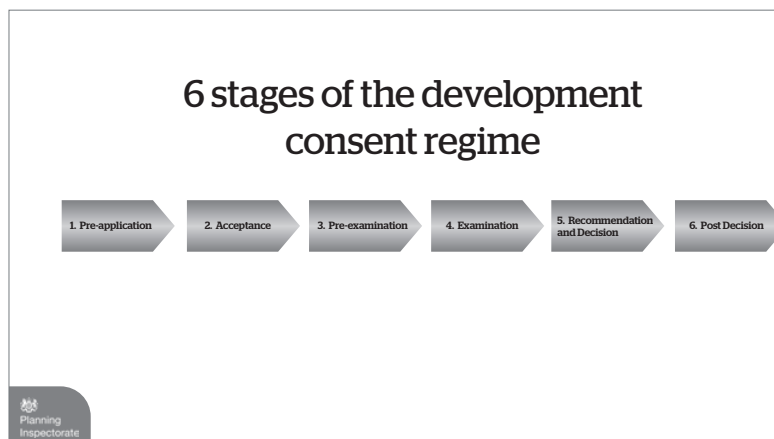 6 stages of the development
consent regime
1. Pre-application
2. Acceptance
3. Pre-examination
4. Examination
5. Recommendation
and Decision
6. Post Decision
Planning
Inspectorate